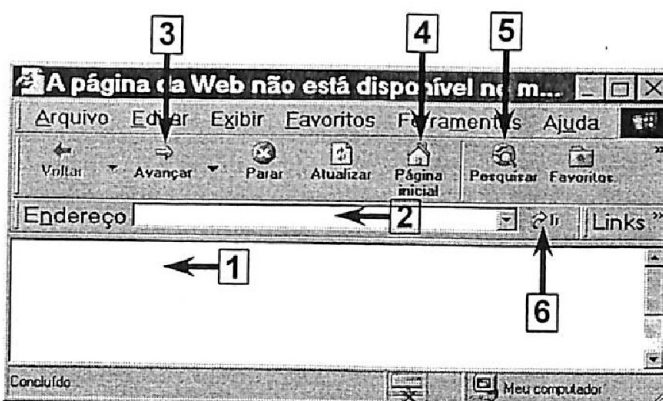 3 4 5
A página da Web não está disponível no m...
Arquivo Editar Exibir Favoritos Ferramentas Ajuda
Voltar Avançar Parar Atualizar Página inicial Pesquisar Favoritos »
Endereço 2 Ir Links »
1
6
Concluído Meu computador